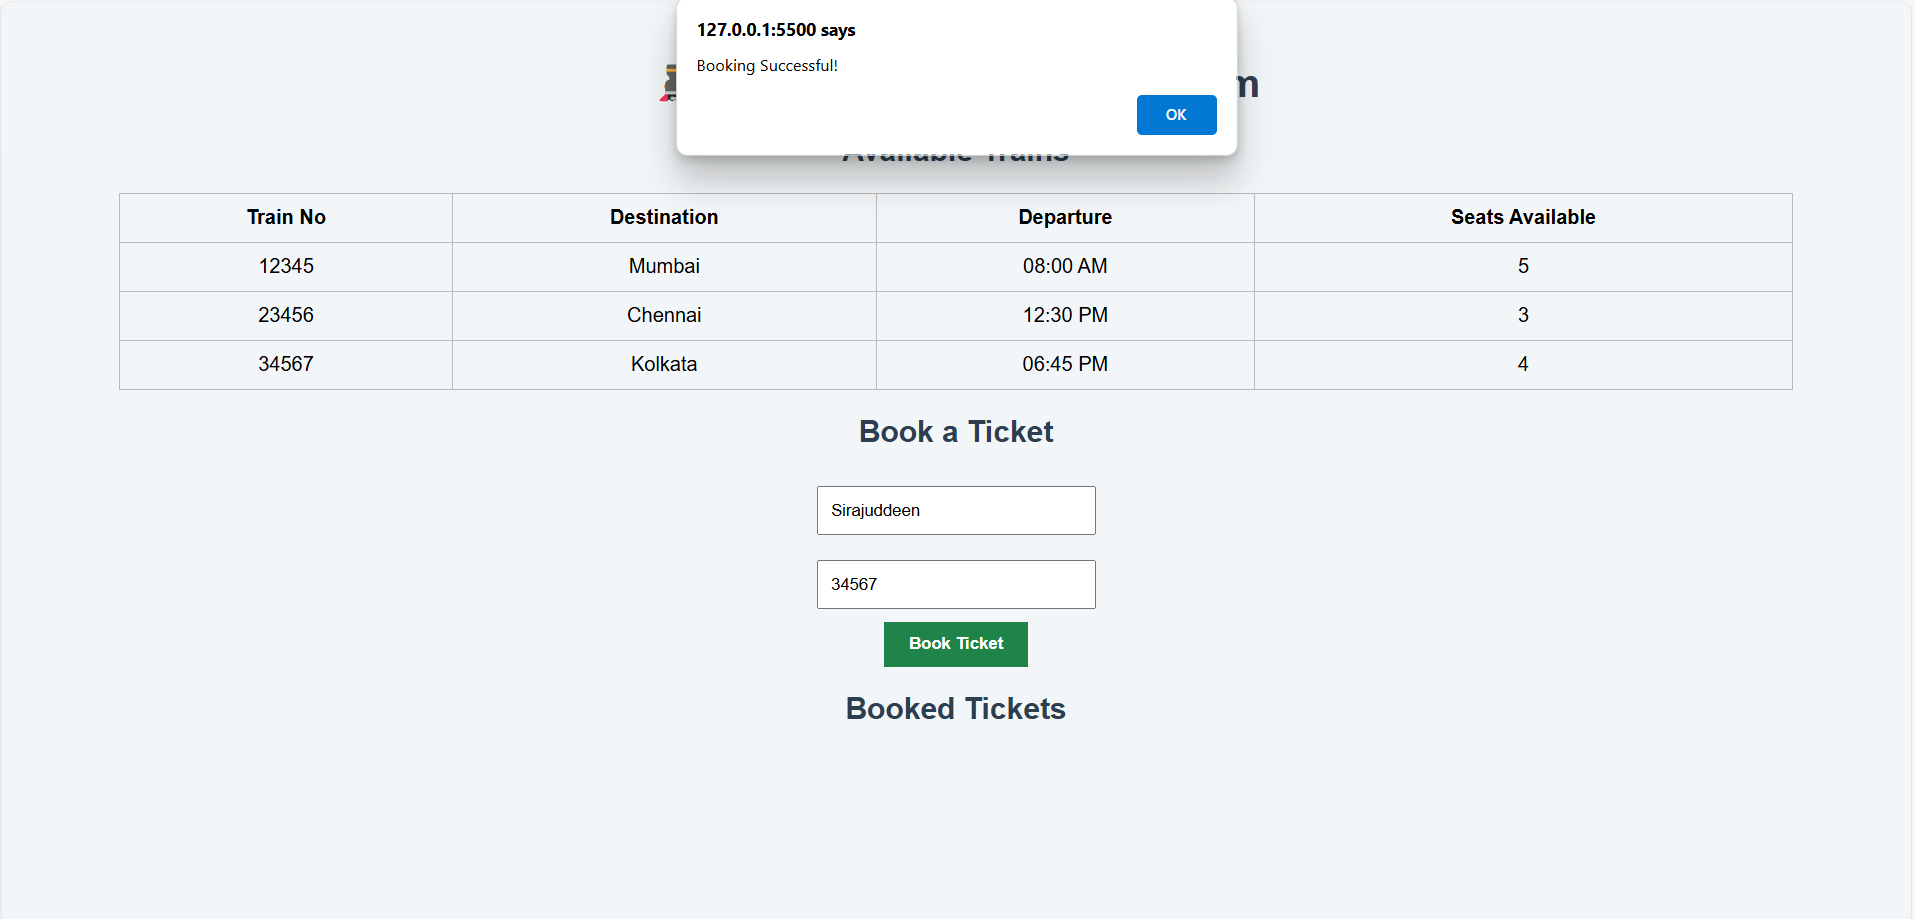 127.0.0.1:5500 says
Booking Successful!
OK
Available Trains
Train No Destination Departure Seats Available
12345 Mumbai 08:00 AM 5
23456 Chennai 12:30 PM 3
34567 Kolkata 06:45 PM 4
Book a Ticket
Sirajuddeen
34567
Book Ticket
Booked Tickets